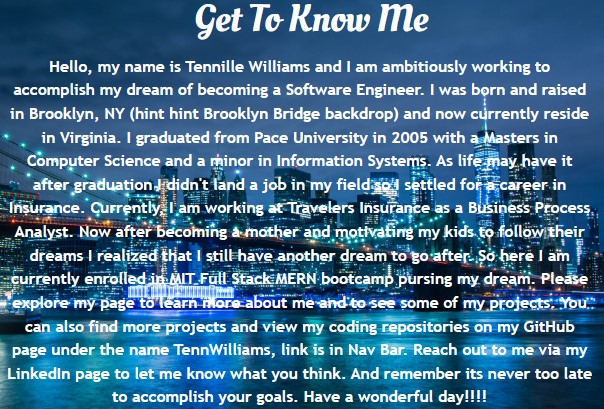 Get To Know Me
Hello, my name is Tennille Williams and I am ambitiously working to
accomplish my dream of becoming a Software Engineer. I was born and raised
in Brooklyn, NY (hint hint Brooklyn Bridge backdrop) and now currently reside
in Virginia. I graduated from Pace University in 2005 with a Masters in
Computer Science and a minor in Information Systems. As life may have it
after graduation I didn't land a job in my field so I settled for a career in
Insurance. Currently, I am working at Travelers Insurance as a Business Process
Analyst. Now after becoming a mother and motivating my kids to follow their
dreams I realized that I still have another dream to go after. So here I am
currently enrolled in MIT Full Stack MERN bootcamp pursing my dream. Please
explore my page to learn more about me and to see some of my projects. You
can also find more projects and view my coding repositories on my GitHub
page under the name TennWilliams, link is in Nav Bar. Reach out to me via my
LinkedIn page to let me know what you think. And remember its never too late
to accomplish your goals. Have a wonderful day!!!!